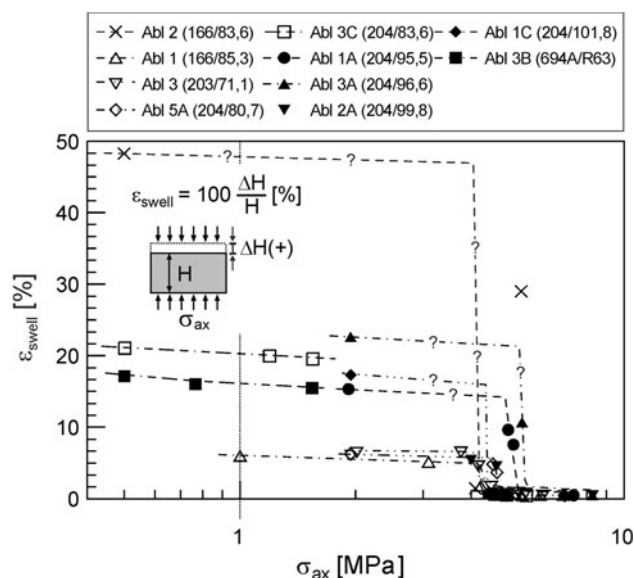 Abl 2 (166/83,6) Abl 3C (204/83,6) Abl 1C (204/101,8)
Abl 1 (166/85,3) Abl 1A (204/95,5) Abl 3B (694A/R63)
Abl 3 (203/71,1) Abl 3A (204/96,6)
Abl 5A (204/80,7) Abl 2A (204/99,8)
50
40
30
20
10
0
ε_swell [%]
? ? ? ? ? ? ? ? ?
ε_swell = 100 ΔH/H [%]
ΔH(+)
H
σ_ax
1 10
σ_ax [MPa]